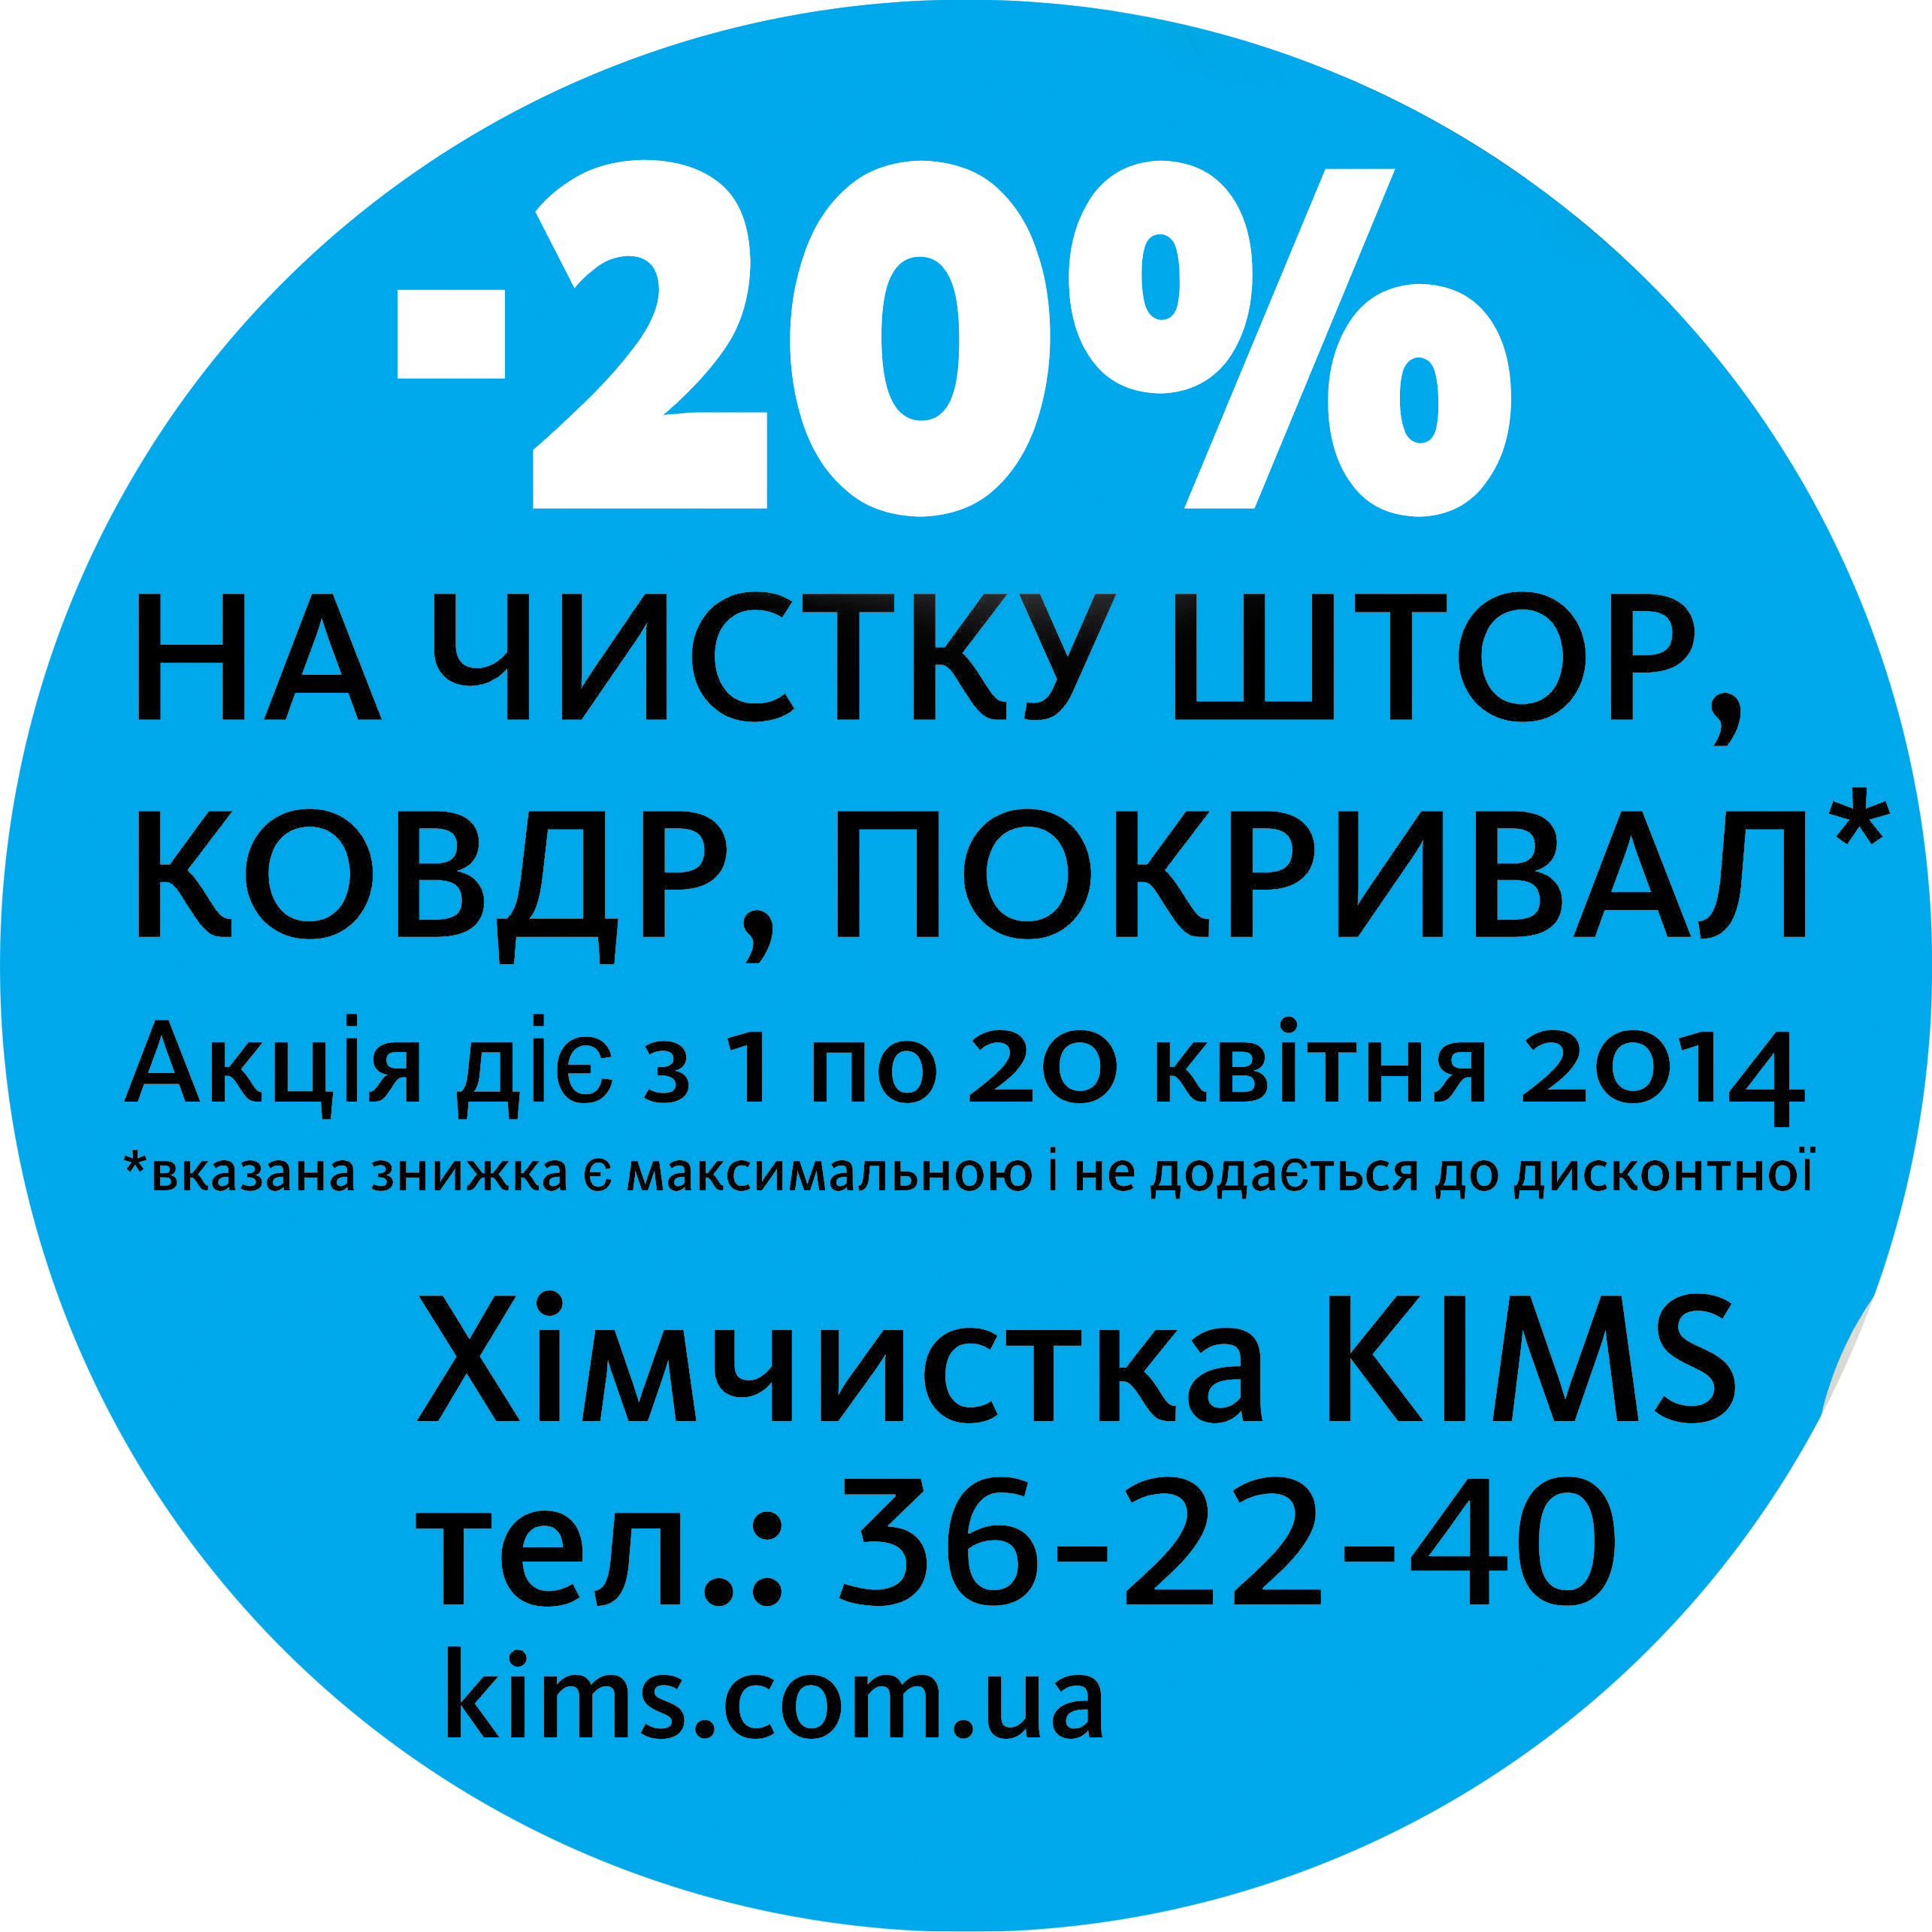 -20%
НА ЧИСТКУ ШТОР,
КОВДР, ПОКРИВАЛ*
Акція діє з 1 по 20 квітня 2014
*вказана знижка є максимальною і не додається до дисконтної
Хімчистка KIMS
тел.: 36-22-40
kims.com.ua